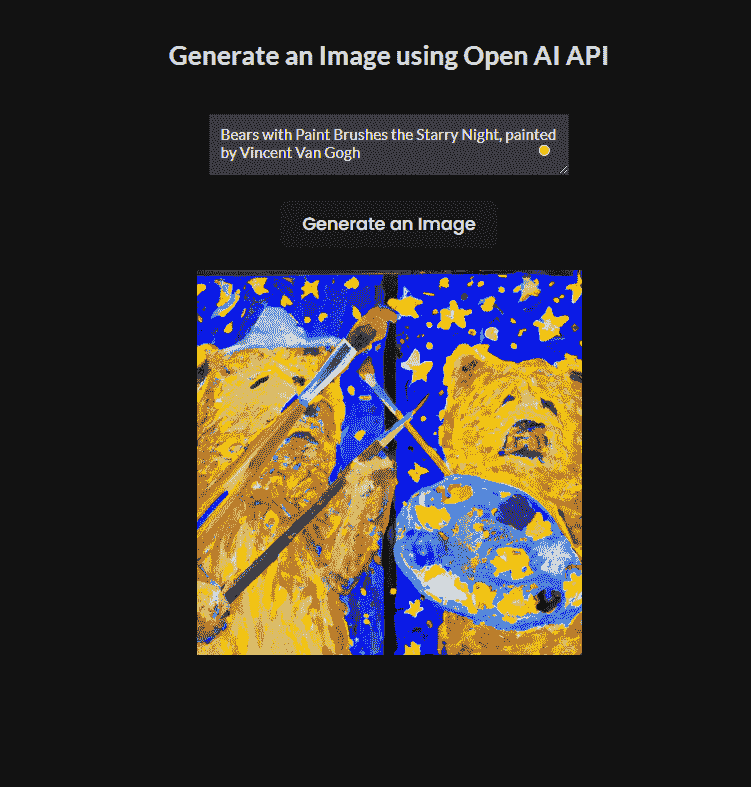 Generate an Image using Open AI API
Bears with Paint Brushes the Starry Night, painted
by Vincent Van Gogh
Generate an Image